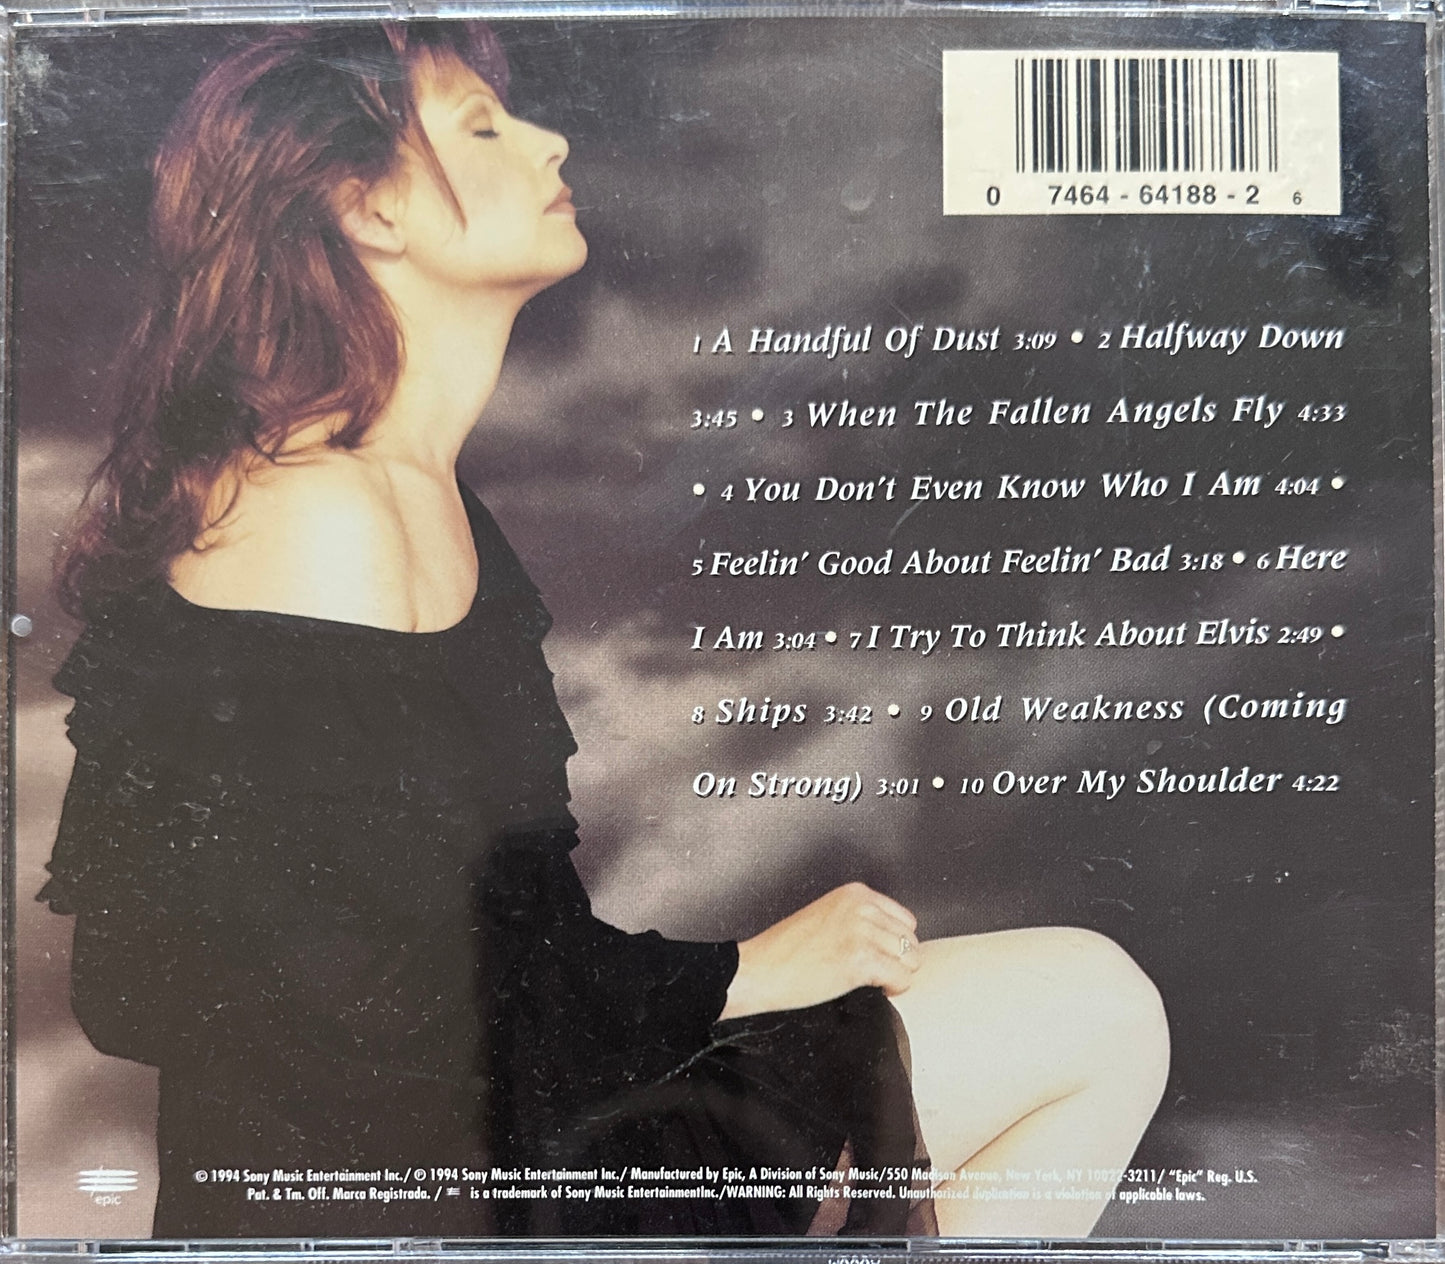 0 7464 - 64188 - 2 6
1 A Handful Of Dust 3:09 • 2 Halfway Down
3:45 • 3 When The Fallen Angels Fly 4:33
• 4 You Don't Even Know Who I Am 4:04 •
5 Feelin' Good About Feelin' Bad 3:18 • 6 Here
I Am 3:04 • 7 I Try To Think About Elvis 2:49 •
8 Ships 3:42 • 9 Old Weakness (Coming
On Strong) 3:01 • 10 Over My Shoulder 4:22
epic
© 1994 Sony Music Entertainment Inc./ ℗ 1994 Sony Music Entertainment Inc./ Manufactured by Epic, A Division of Sony Music/550 Madison Avenue, New York, NY 10022-3211/ "Epic" Reg. U.S.
Pat. & Tm. Off. Marca Registrada. / is a trademark of Sony Music EntertainmentInc./WARNING: All Rights Reserved. Unauthorized duplication is a violation of applicable laws.